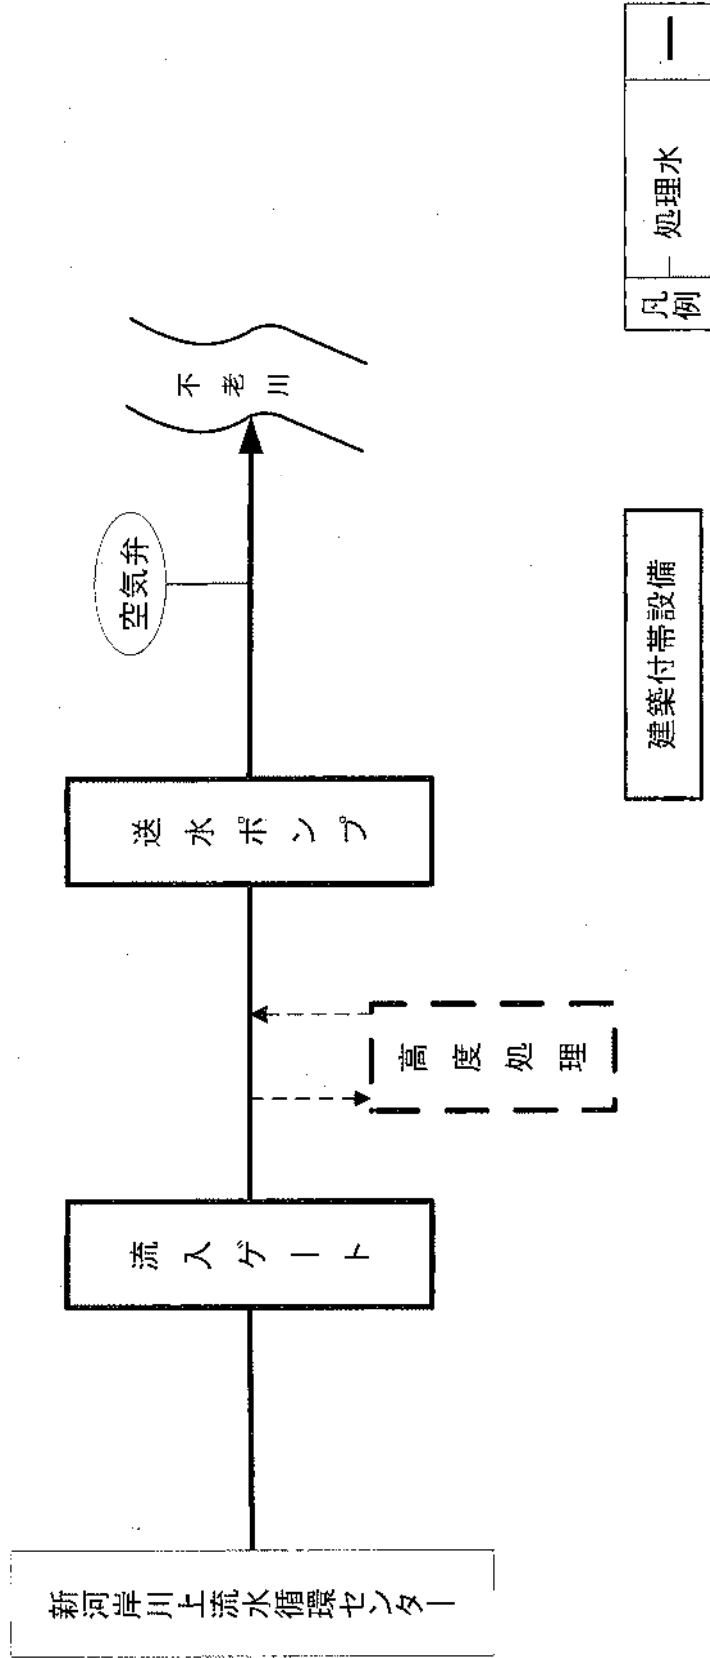 新河岸川上流水循環センター
流入ゲート
高度処理
送水ポンプ
空気弁
不老川
建築付帯設備
凡例
処理水